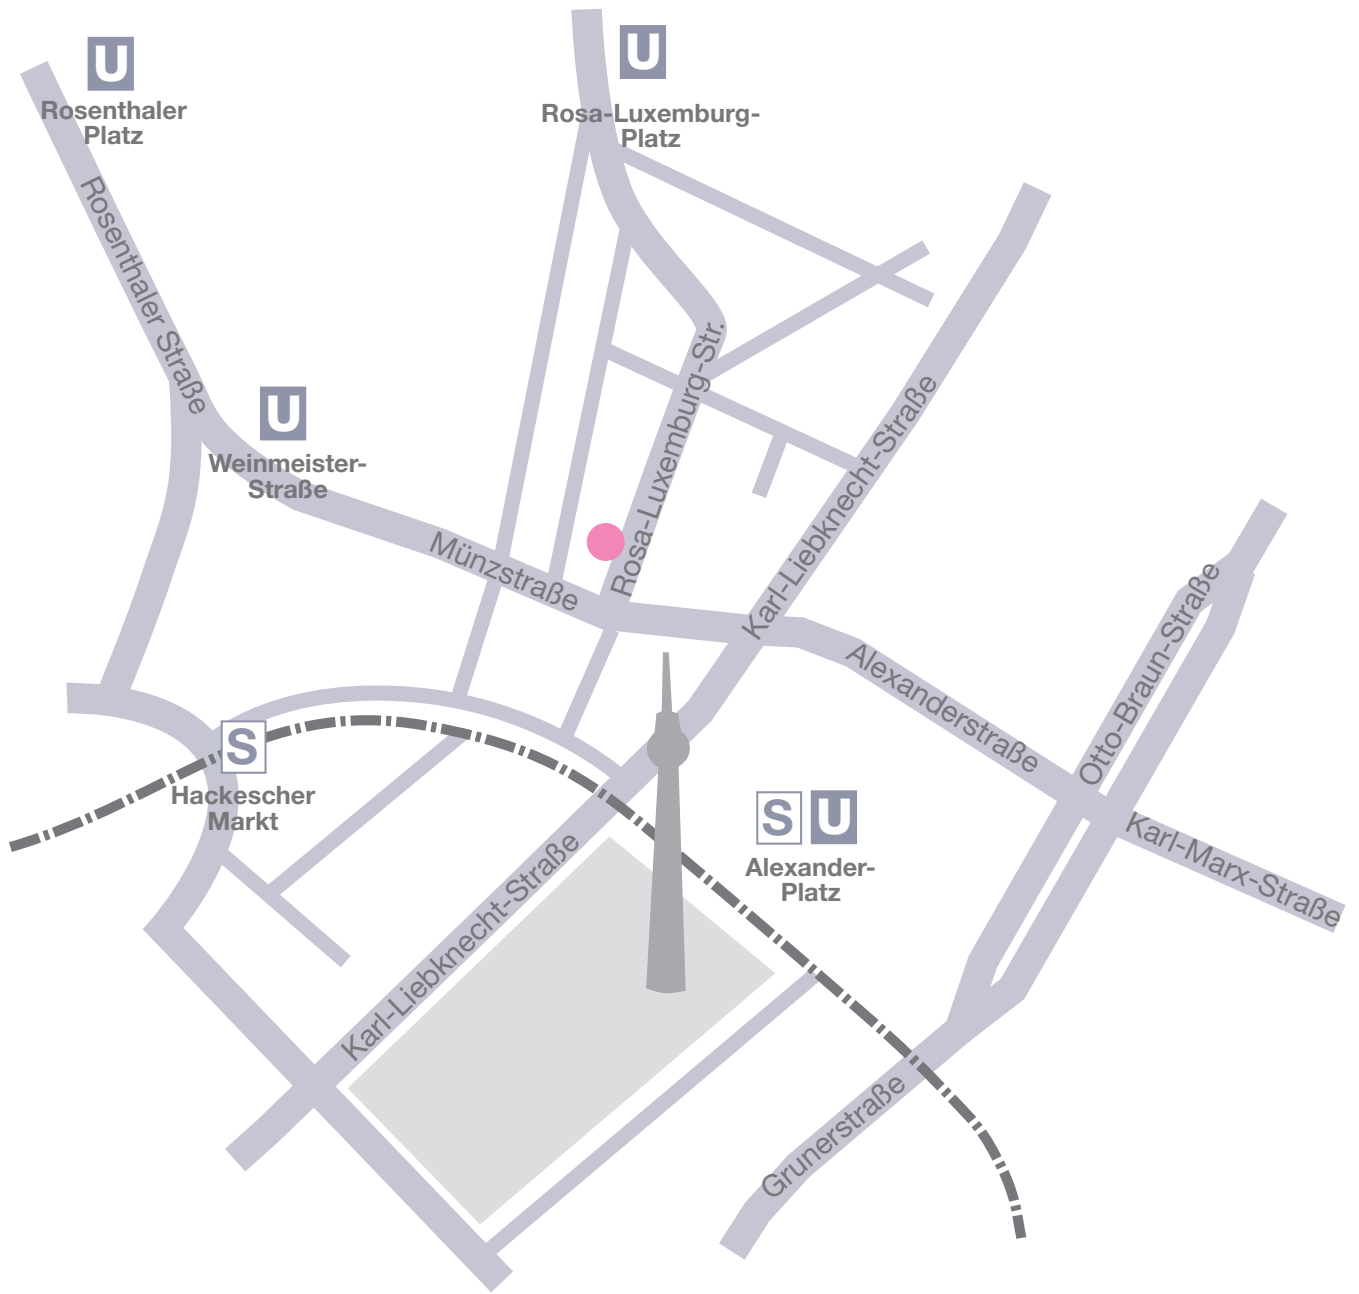 U
Rosenthaler
Platz
U
Rosa-Luxemburg-
Platz
Rosenthaler Straße
U
Weinmeister-
Straße
Münzstraße
Rosa-Luxemburg-Str.
Karl-Liebknecht-Straße
Alexanderstraße
Otto-Braun-Straße
Karl-Marx-Straße
S
Hackescher
Markt
S U
Alexander-
Platz
Karl-Liebknecht-Straße
Grunerstraße